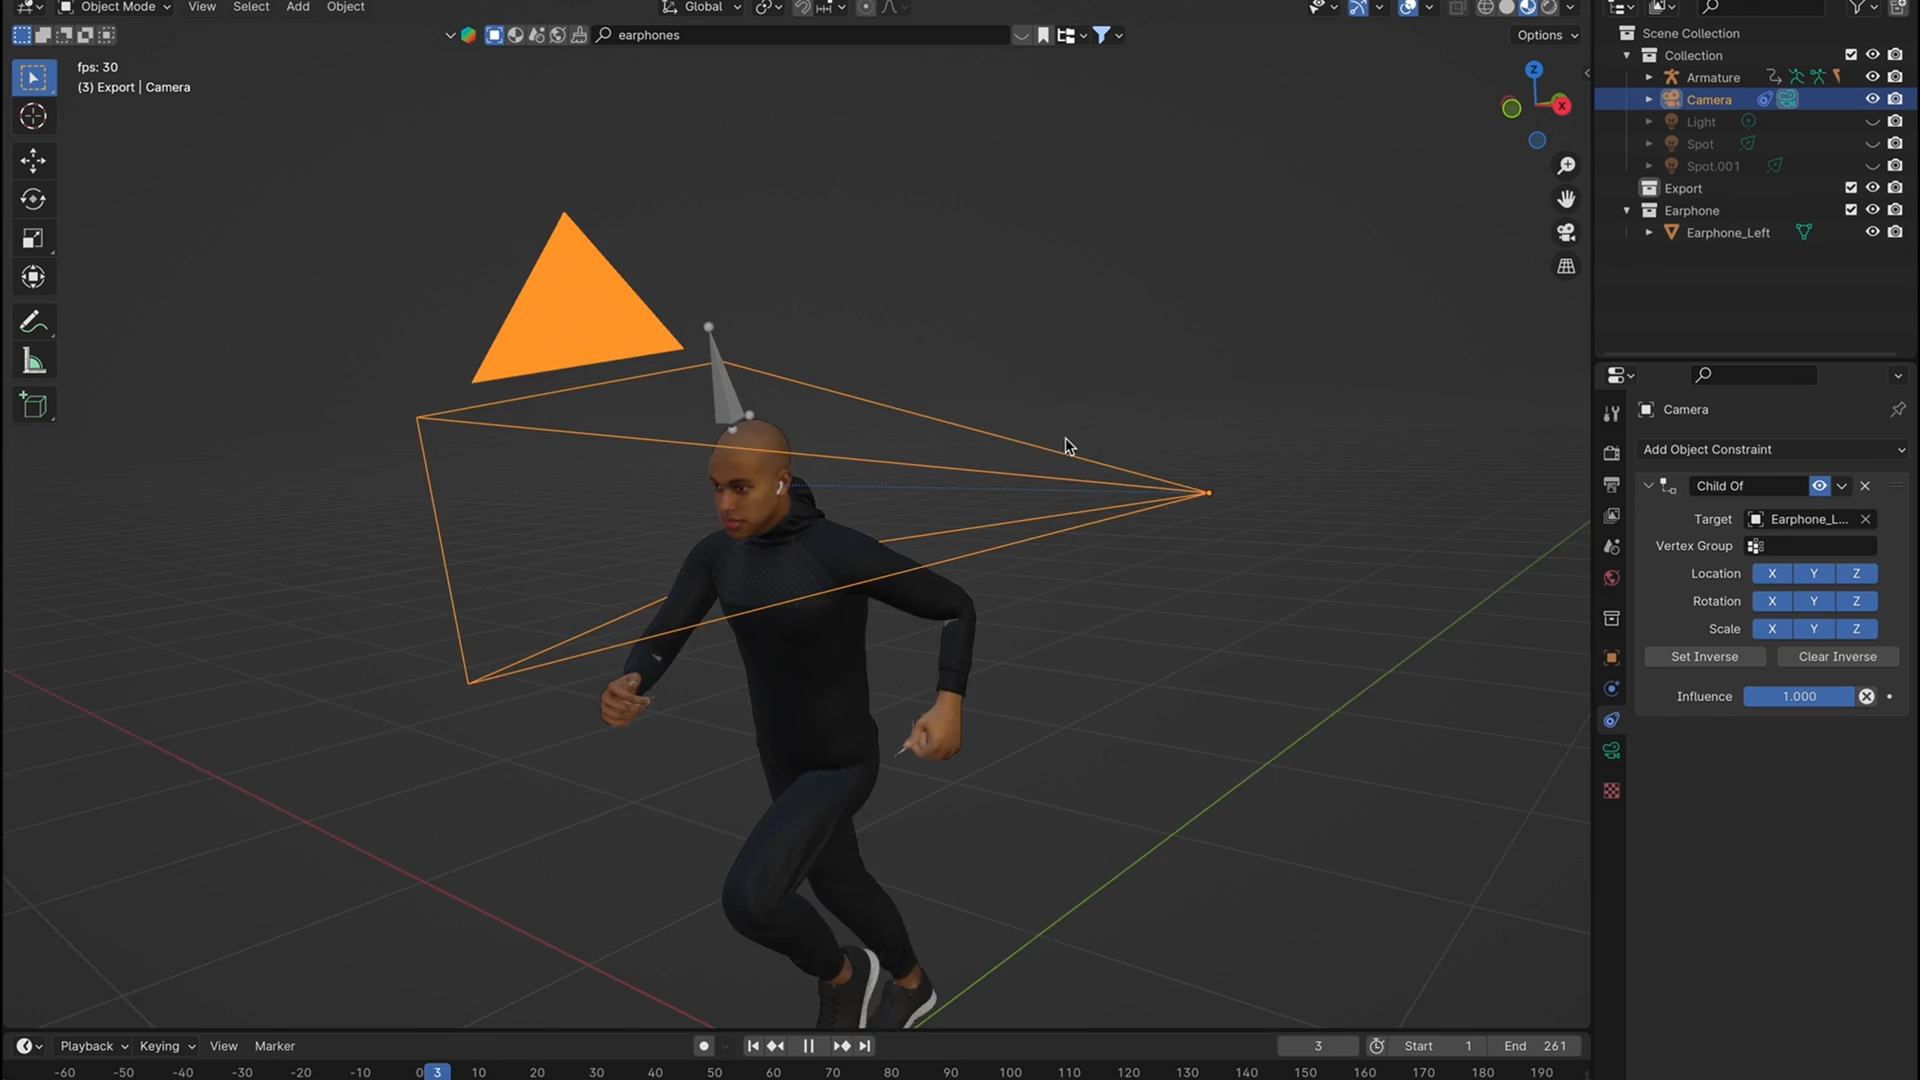 Object Mode
View
Select
Add
Object
Global
earphones
Options
fps: 30
(3) Export | Camera
Z
X
Scene Collection
Collection
Armature
Camera
Light
Spot
Spot.001
Export
Earphone
Earphone_Left
Camera
Add Object Constraint
Child Of
Target
Earphone_L...
Vertex Group
Location
X
Y
Z
Rotation
X
Y
Z
Scale
X
Y
Z
Set Inverse
Clear Inverse
Influence
1.000
Playback
Keying
View
Marker
3
Start
1
End
261
-60
-50
-40
-30
-20
-10
0
3
10
20
30
40
50
60
70
80
90
100
110
120
130
140
150
160
170
180
190